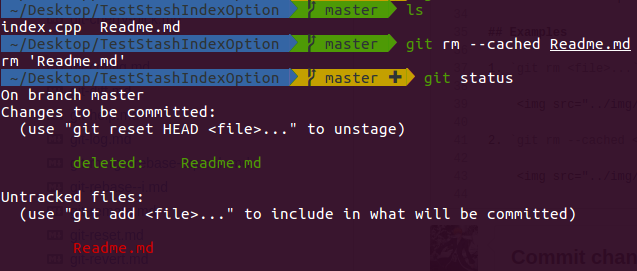 ~/Desktop/TestStashIndexOption master ls
index.cpp Readme.md
~/Desktop/TestStashIndexOption master git rm --cached Readme.md
rm 'Readme.md'
~/Desktop/TestStashIndexOption master ✚ git status
On branch master
Changes to be committed:
(use "git reset HEAD <file>..." to unstage)
deleted: Readme.md
Untracked files:
(use "git add <file>..." to include in what will be committed)
Readme.md
Commit chan